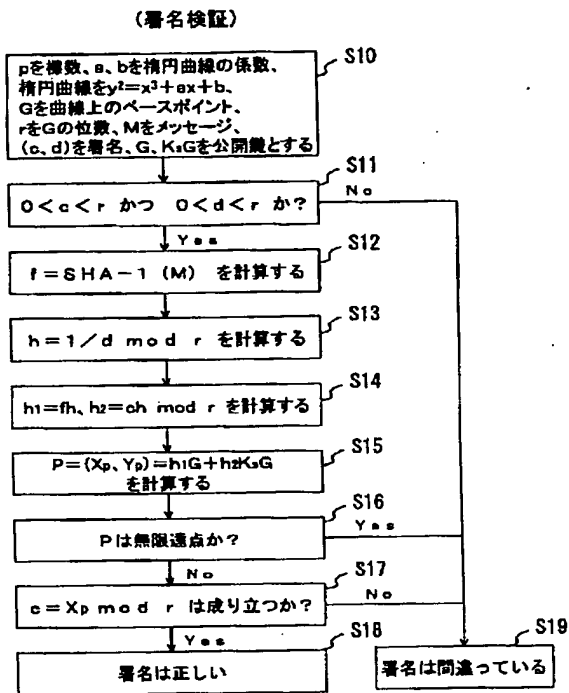 (署名検証)
S10
pを標数、a、bを楕円曲線の係数、
楕円曲線をy²=x³+ax+b、
Gを曲線上のベースポイント、
rをGの位数、Mをメッセージ、
(c、d)を署名、G、KsGを公開鍵とする
S11
0<c<r かつ 0<d<r か?
No
Yes
S12
f=SHA-1(M) を計算する
S13
h=1/d mod r を計算する
S14
h1=fh、h2=ch mod r を計算する
S15
P=(Xp、Yp)=h1G+h2KsG
を計算する
S16
Pは無限遠点か?
Yes
No
S17
c=Xp mod r は成り立つか?
No
Yes
S18
署名は正しい
S19
署名は間違っている